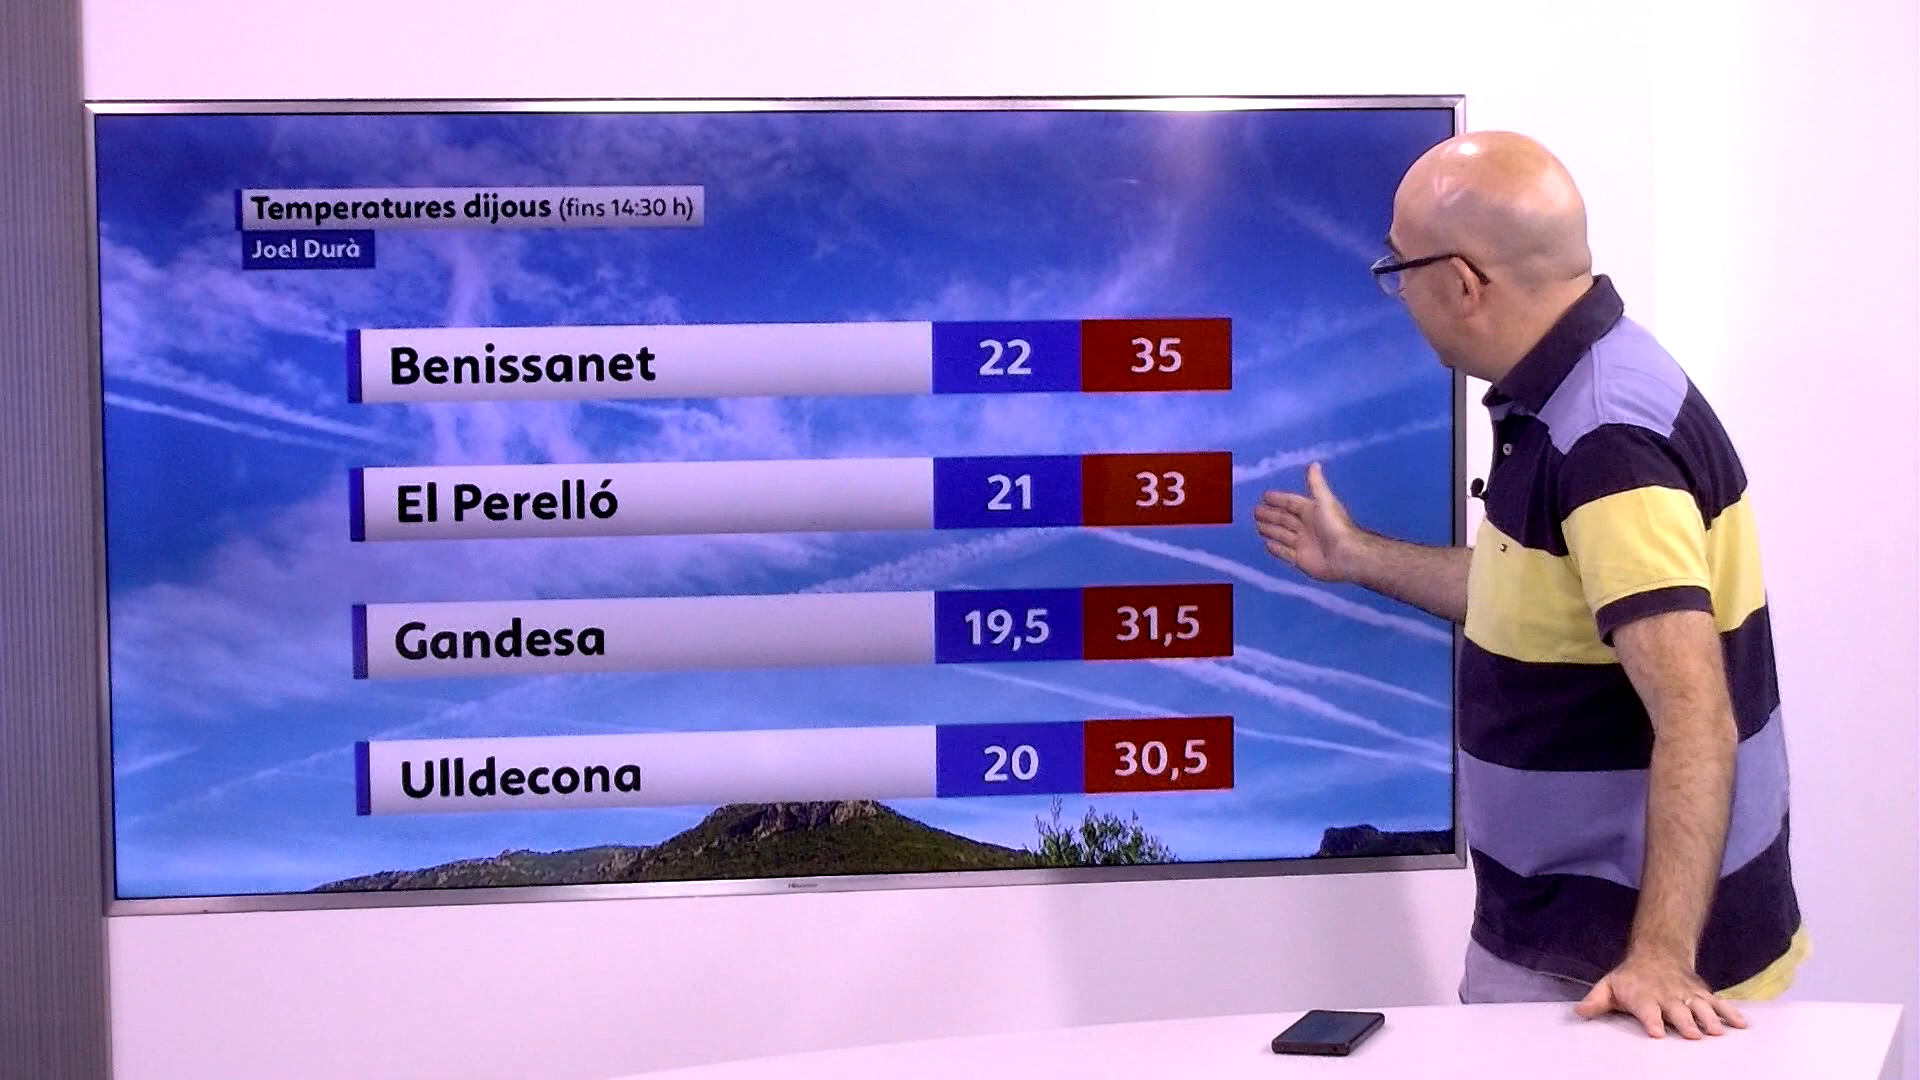 Temperatures dijous (fins 14:30 h)
Joel Durà
Benissanet 22 35
El Perelló 21 33
Gandesa 19,5 31,5
Ulldecona 20 30,5
Hisense